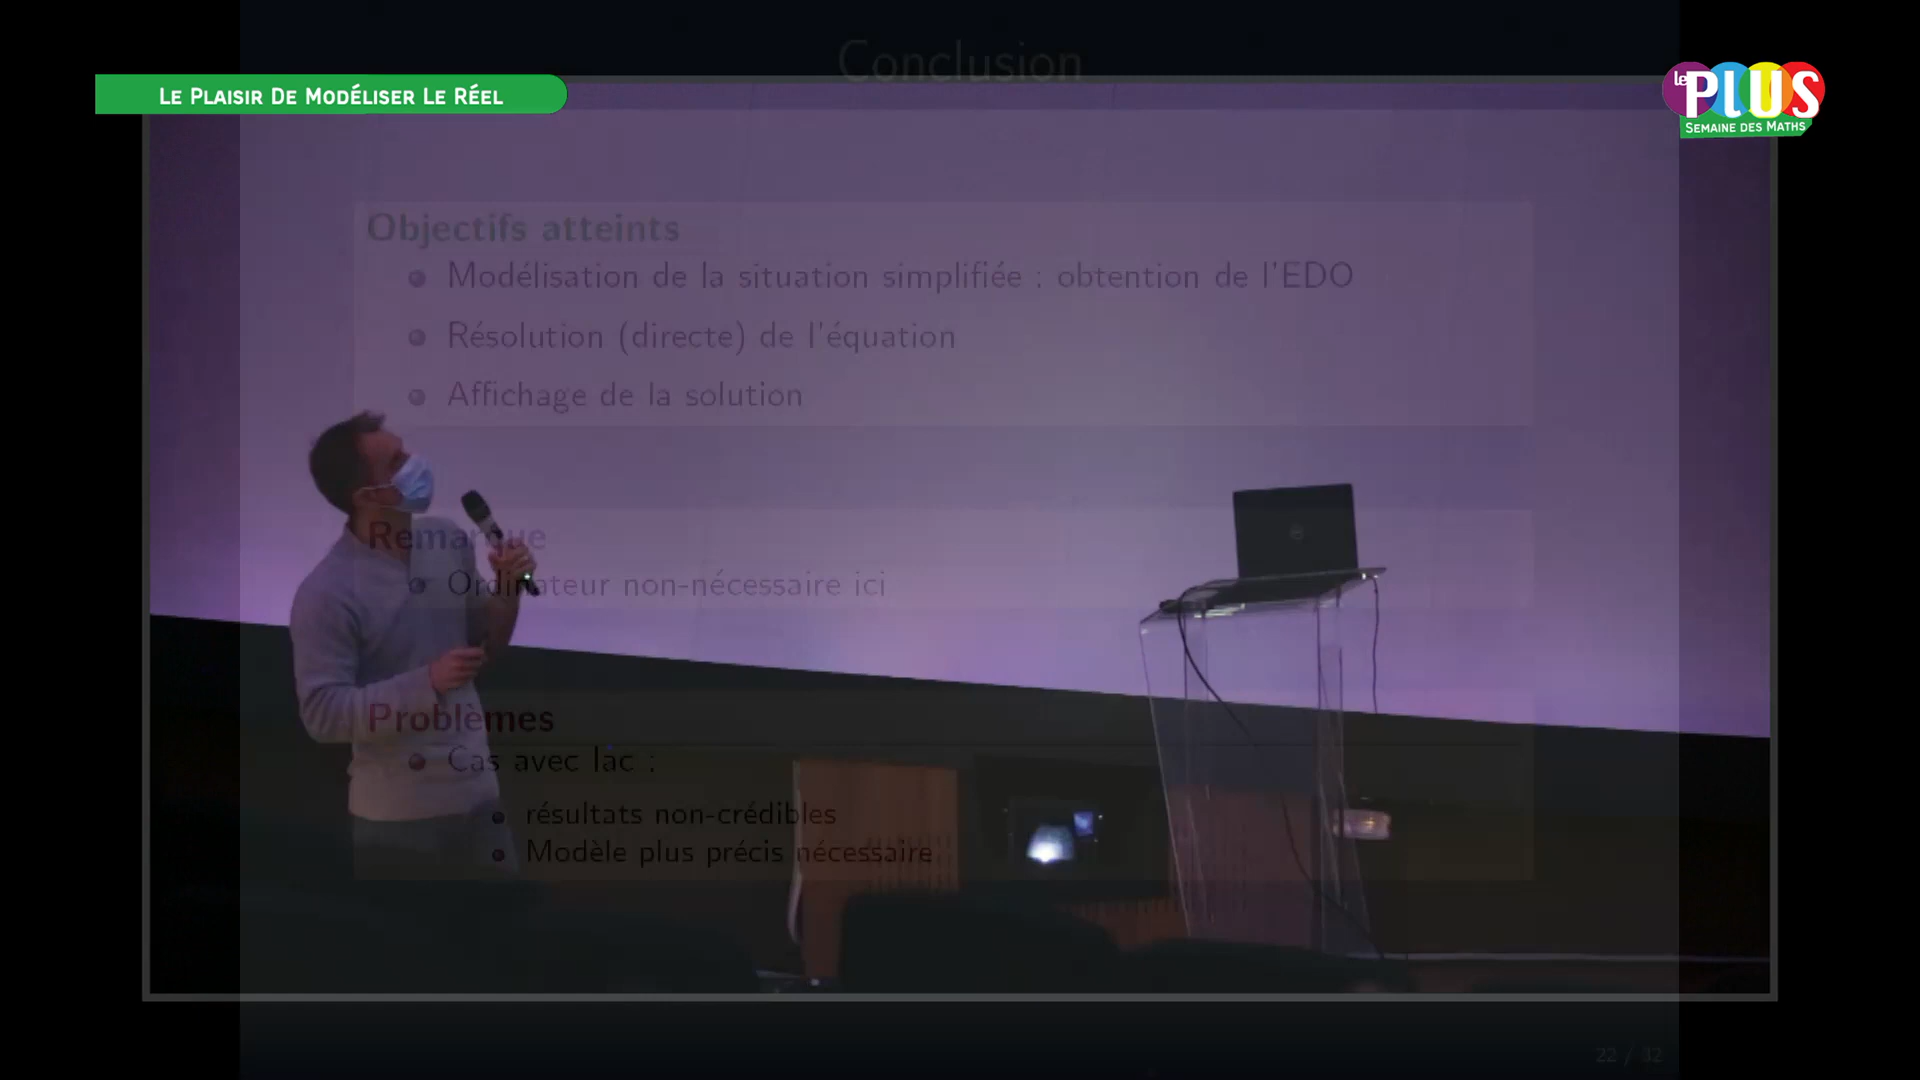 Conclusion
Le Plaisir De Modéliser Le Réel
le PLUS
Semaine des Maths
Objectifs atteints
Modélisation de la situation simplifiée : obtention de l'EDO
Résolution (directe) de l'équation
Affichage de la solution
Remarque
Ordinateur non-nécessaire ici
Problèmes
Cas avec lac :
résultats non-crédibles
Modèle plus précis nécessaire
22 / 32